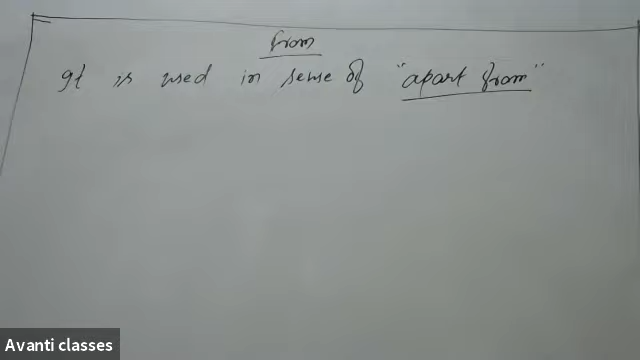 from
It is used in sense of "apart from"
Avanti classes